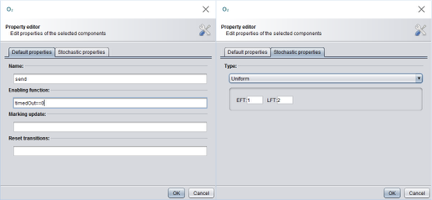 Property editor
Edit properties of the selected components
Default properties
Stochastic properties
Name:
send
Enabling function:
timedOut==0
Marking update:
Reset transitions:
OK
Cancel
Property editor
Edit properties of the selected components
Default properties
Stochastic properties
Type:
Uniform
EFT: 1
LFT: 2
OK
Cancel